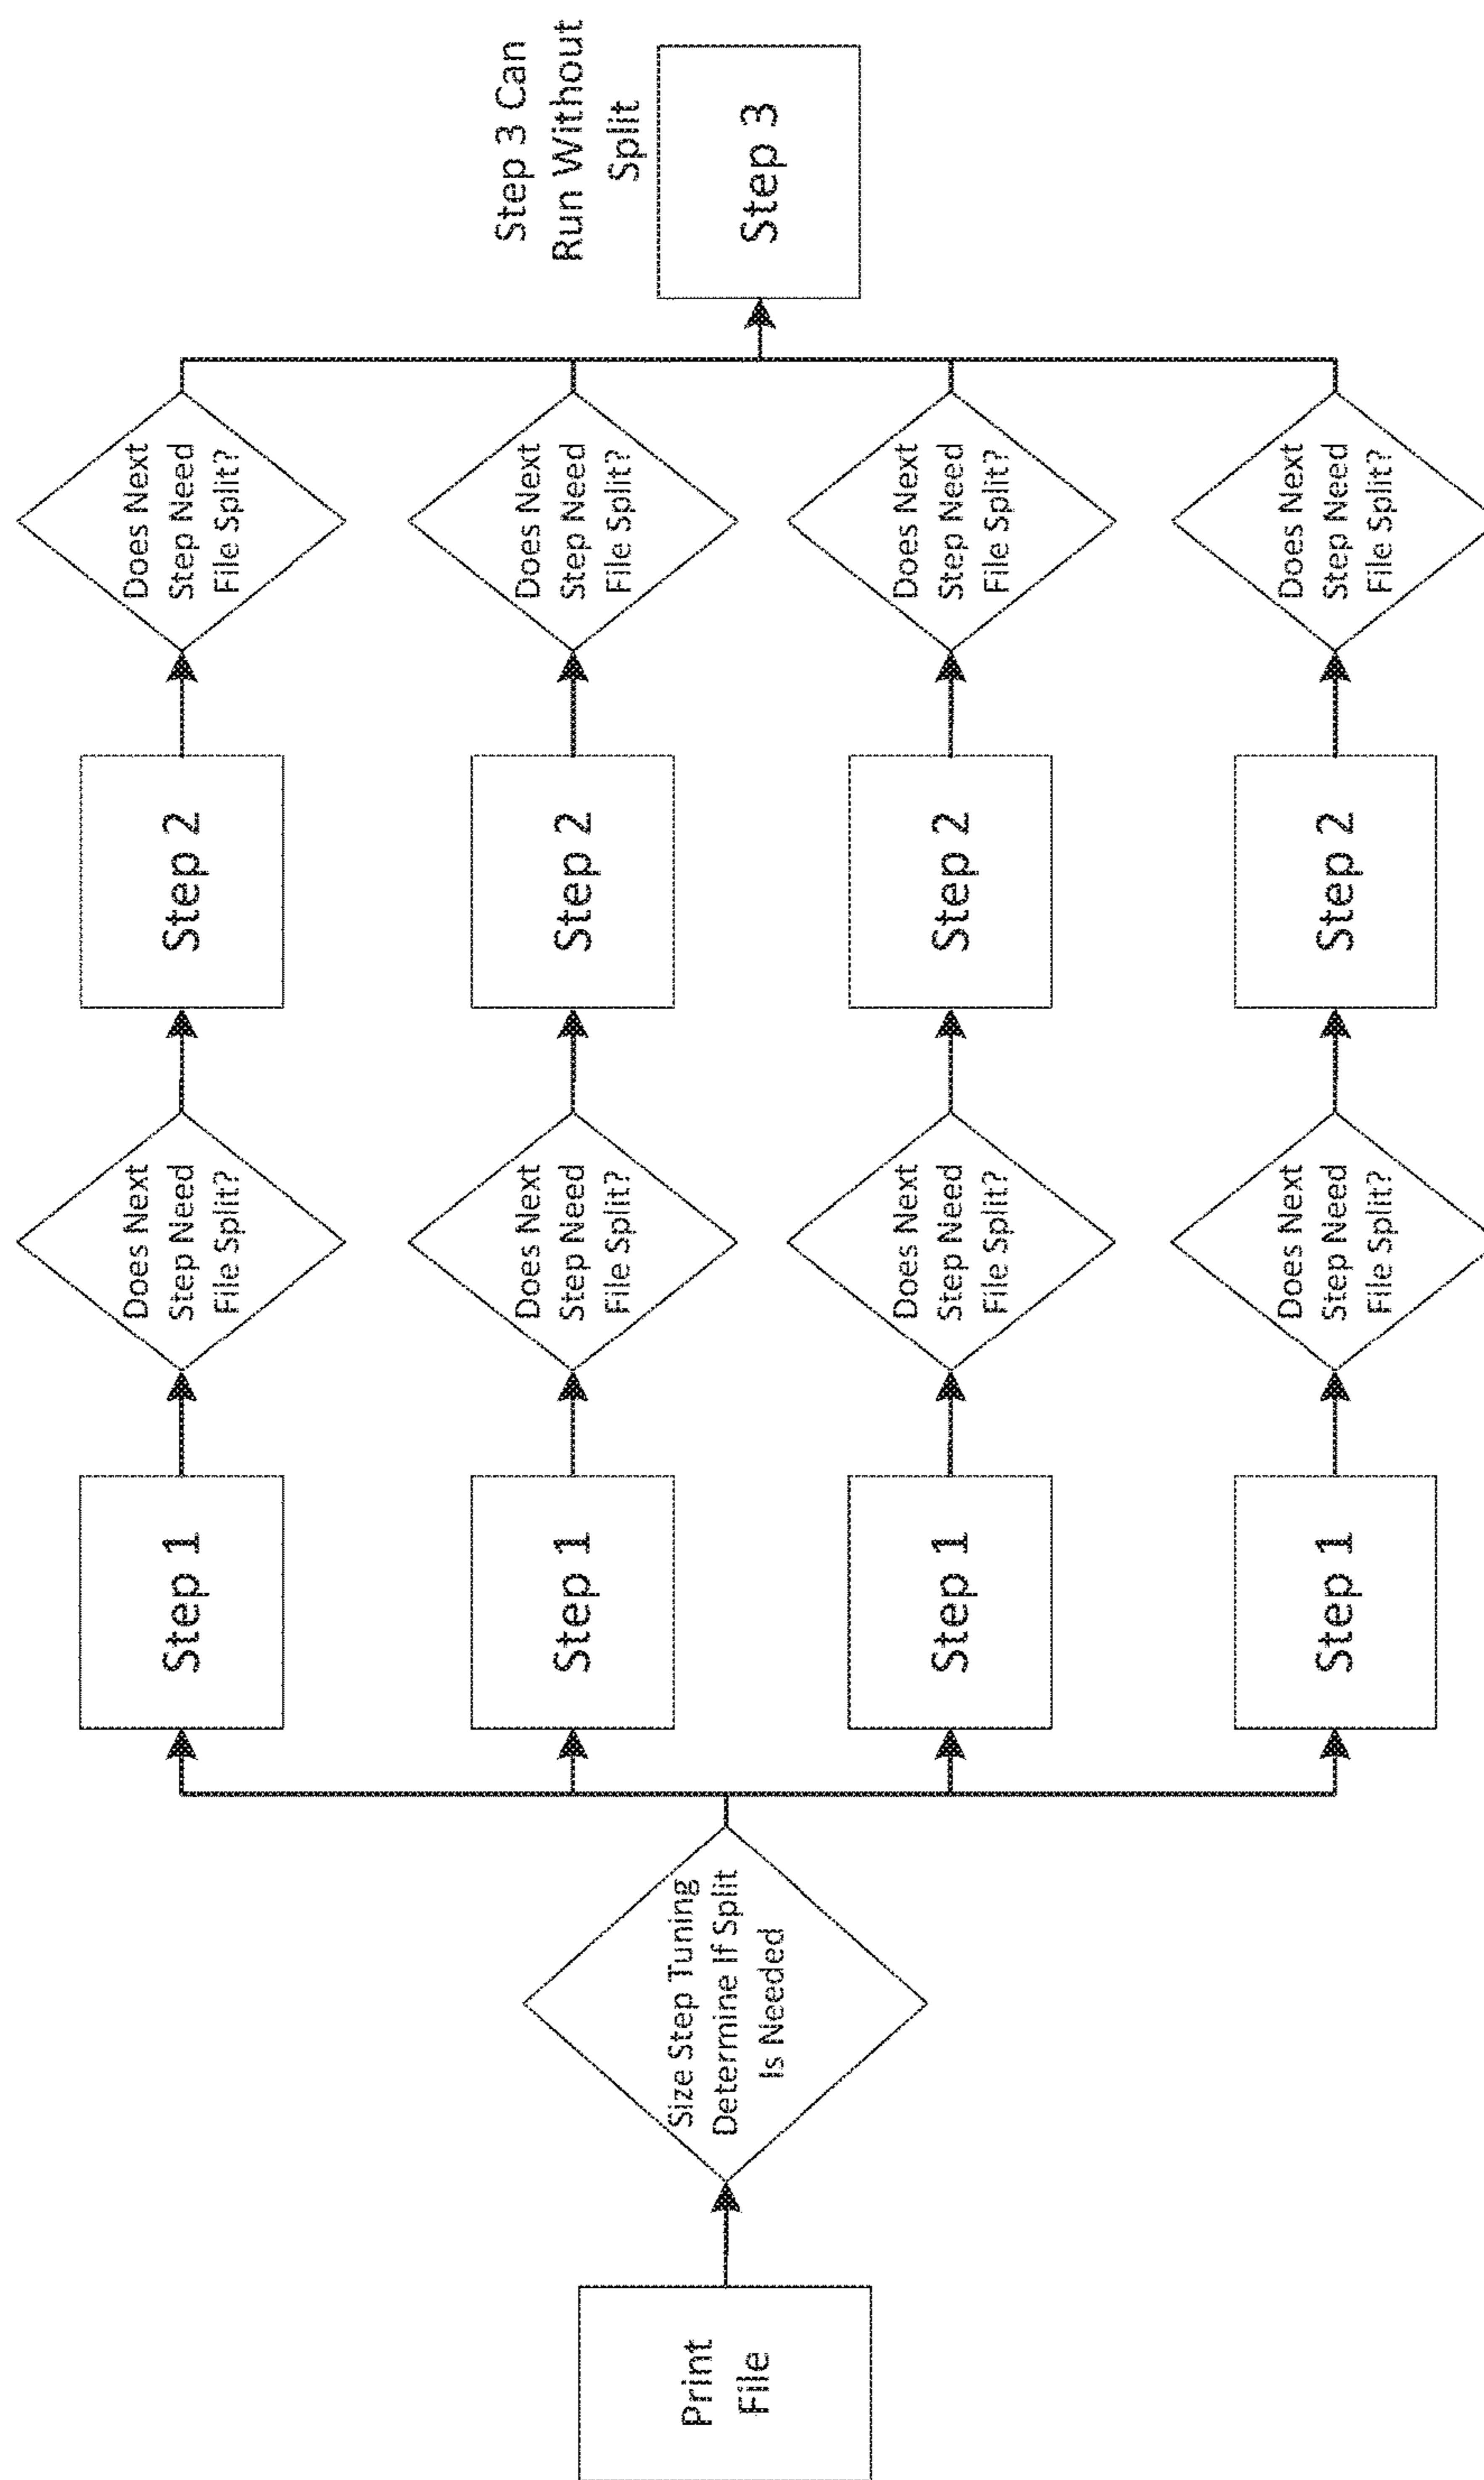 Print
File
Size Step Tuning
Determine If Split
Is Needed
Step 1
Does Next
Step Need
File Split?
Step 2
Does Next
Step Need
File Split?
Step 1
Does Next
Step Need
File Split?
Step 2
Does Next
Step Need
File Split?
Step 1
Does Next
Step Need
File Split?
Step 2
Does Next
Step Need
File Split?
Step 1
Does Next
Step Need
File Split?
Step 2
Does Next
Step Need
File Split?
Step 3 Can
Run Without
Split
Step 3